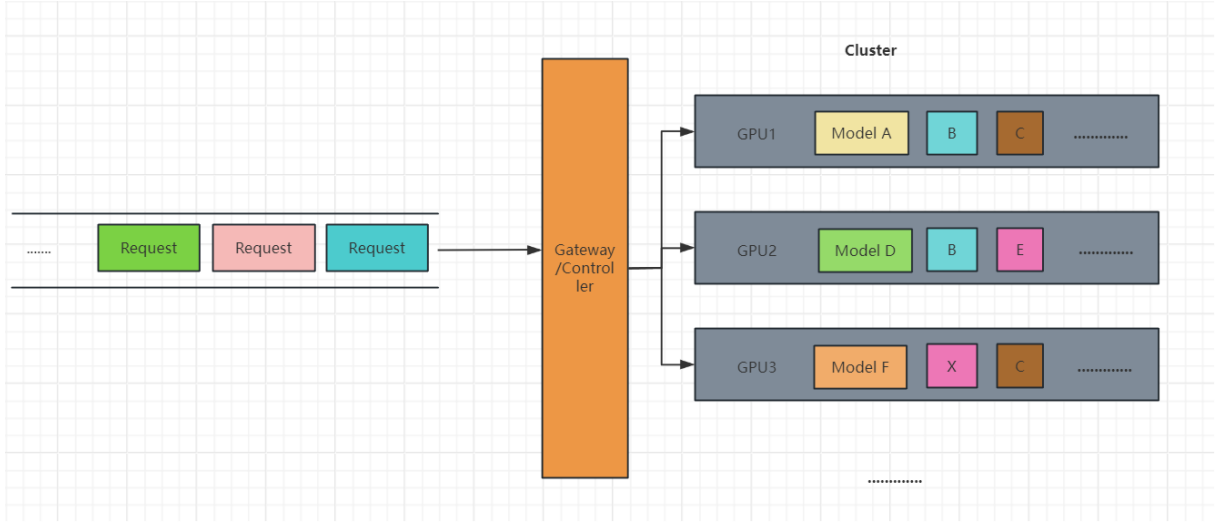 Cluster
GPU1 Model A B C .............
....... Request Request Request
Gateway
/Control
ler
GPU2 Model D B E .............
GPU3 Model F X C .............
.............